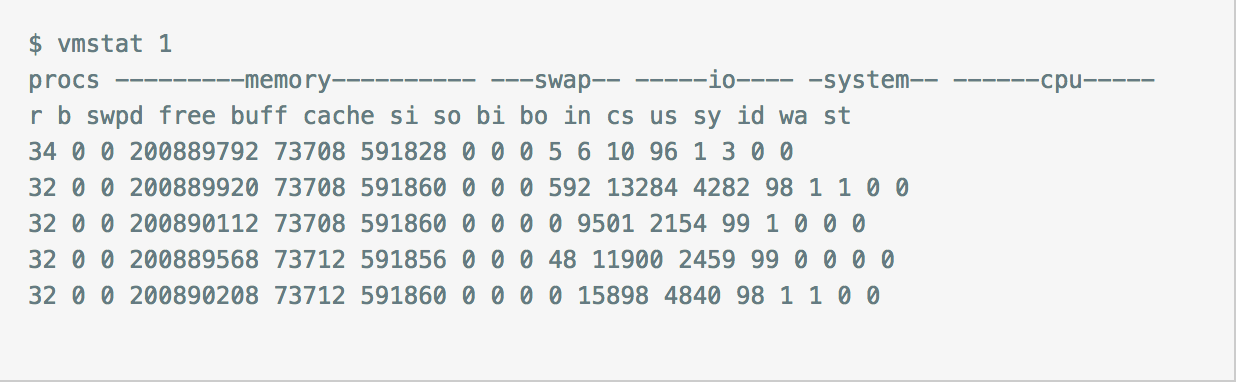 $ vmstat 1
procs ---------memory---------- ---swap-- -----io---- -system-- ------cpu-----
r b swpd free buff cache si so bi bo in cs us sy id wa st
34 0 0 200889792 73708 591828 0 0 0 5 6 10 96 1 3 0 0
32 0 0 200889920 73708 591860 0 0 0 592 13284 4282 98 1 1 0 0
32 0 0 200890112 73708 591860 0 0 0 0 9501 2154 99 1 0 0 0
32 0 0 200889568 73712 591856 0 0 0 48 11900 2459 99 0 0 0 0
32 0 0 200890208 73712 591860 0 0 0 0 15898 4840 98 1 1 0 0